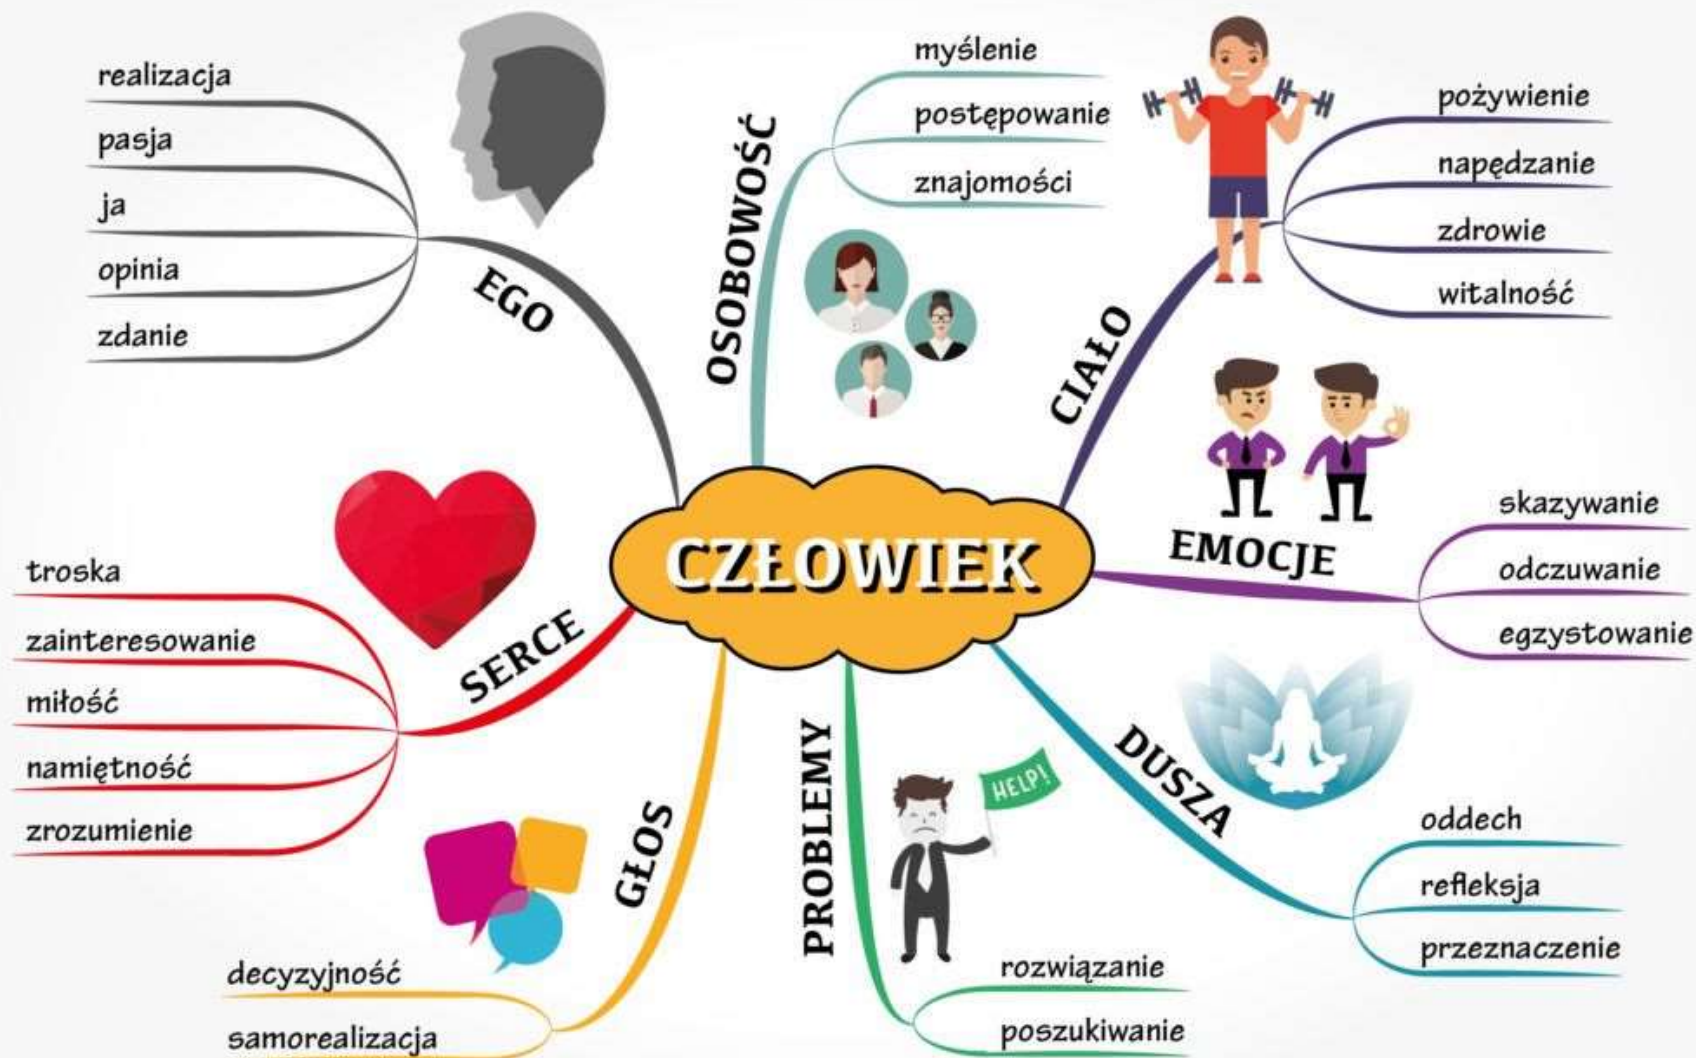 realizacja
pasja
ja
opinia
zdanie
EGO
OSOBOWOŚĆ
myślenie
postępowanie
znajomości
CIAŁO
pożywienie
napędzanie
zdrowie
witalność
CZŁOWIEK
EMOCJE
skazywanie
odczuwanie
egzystowanie
SERCE
troska
zainteresowanie
miłość
namiętność
zrozumienie
GŁOS
decyzyjność
samorealizacja
PROBLEMY
HELP!
rozwiązanie
poszukiwanie
DUSZA
oddech
refleksja
przeznaczenie